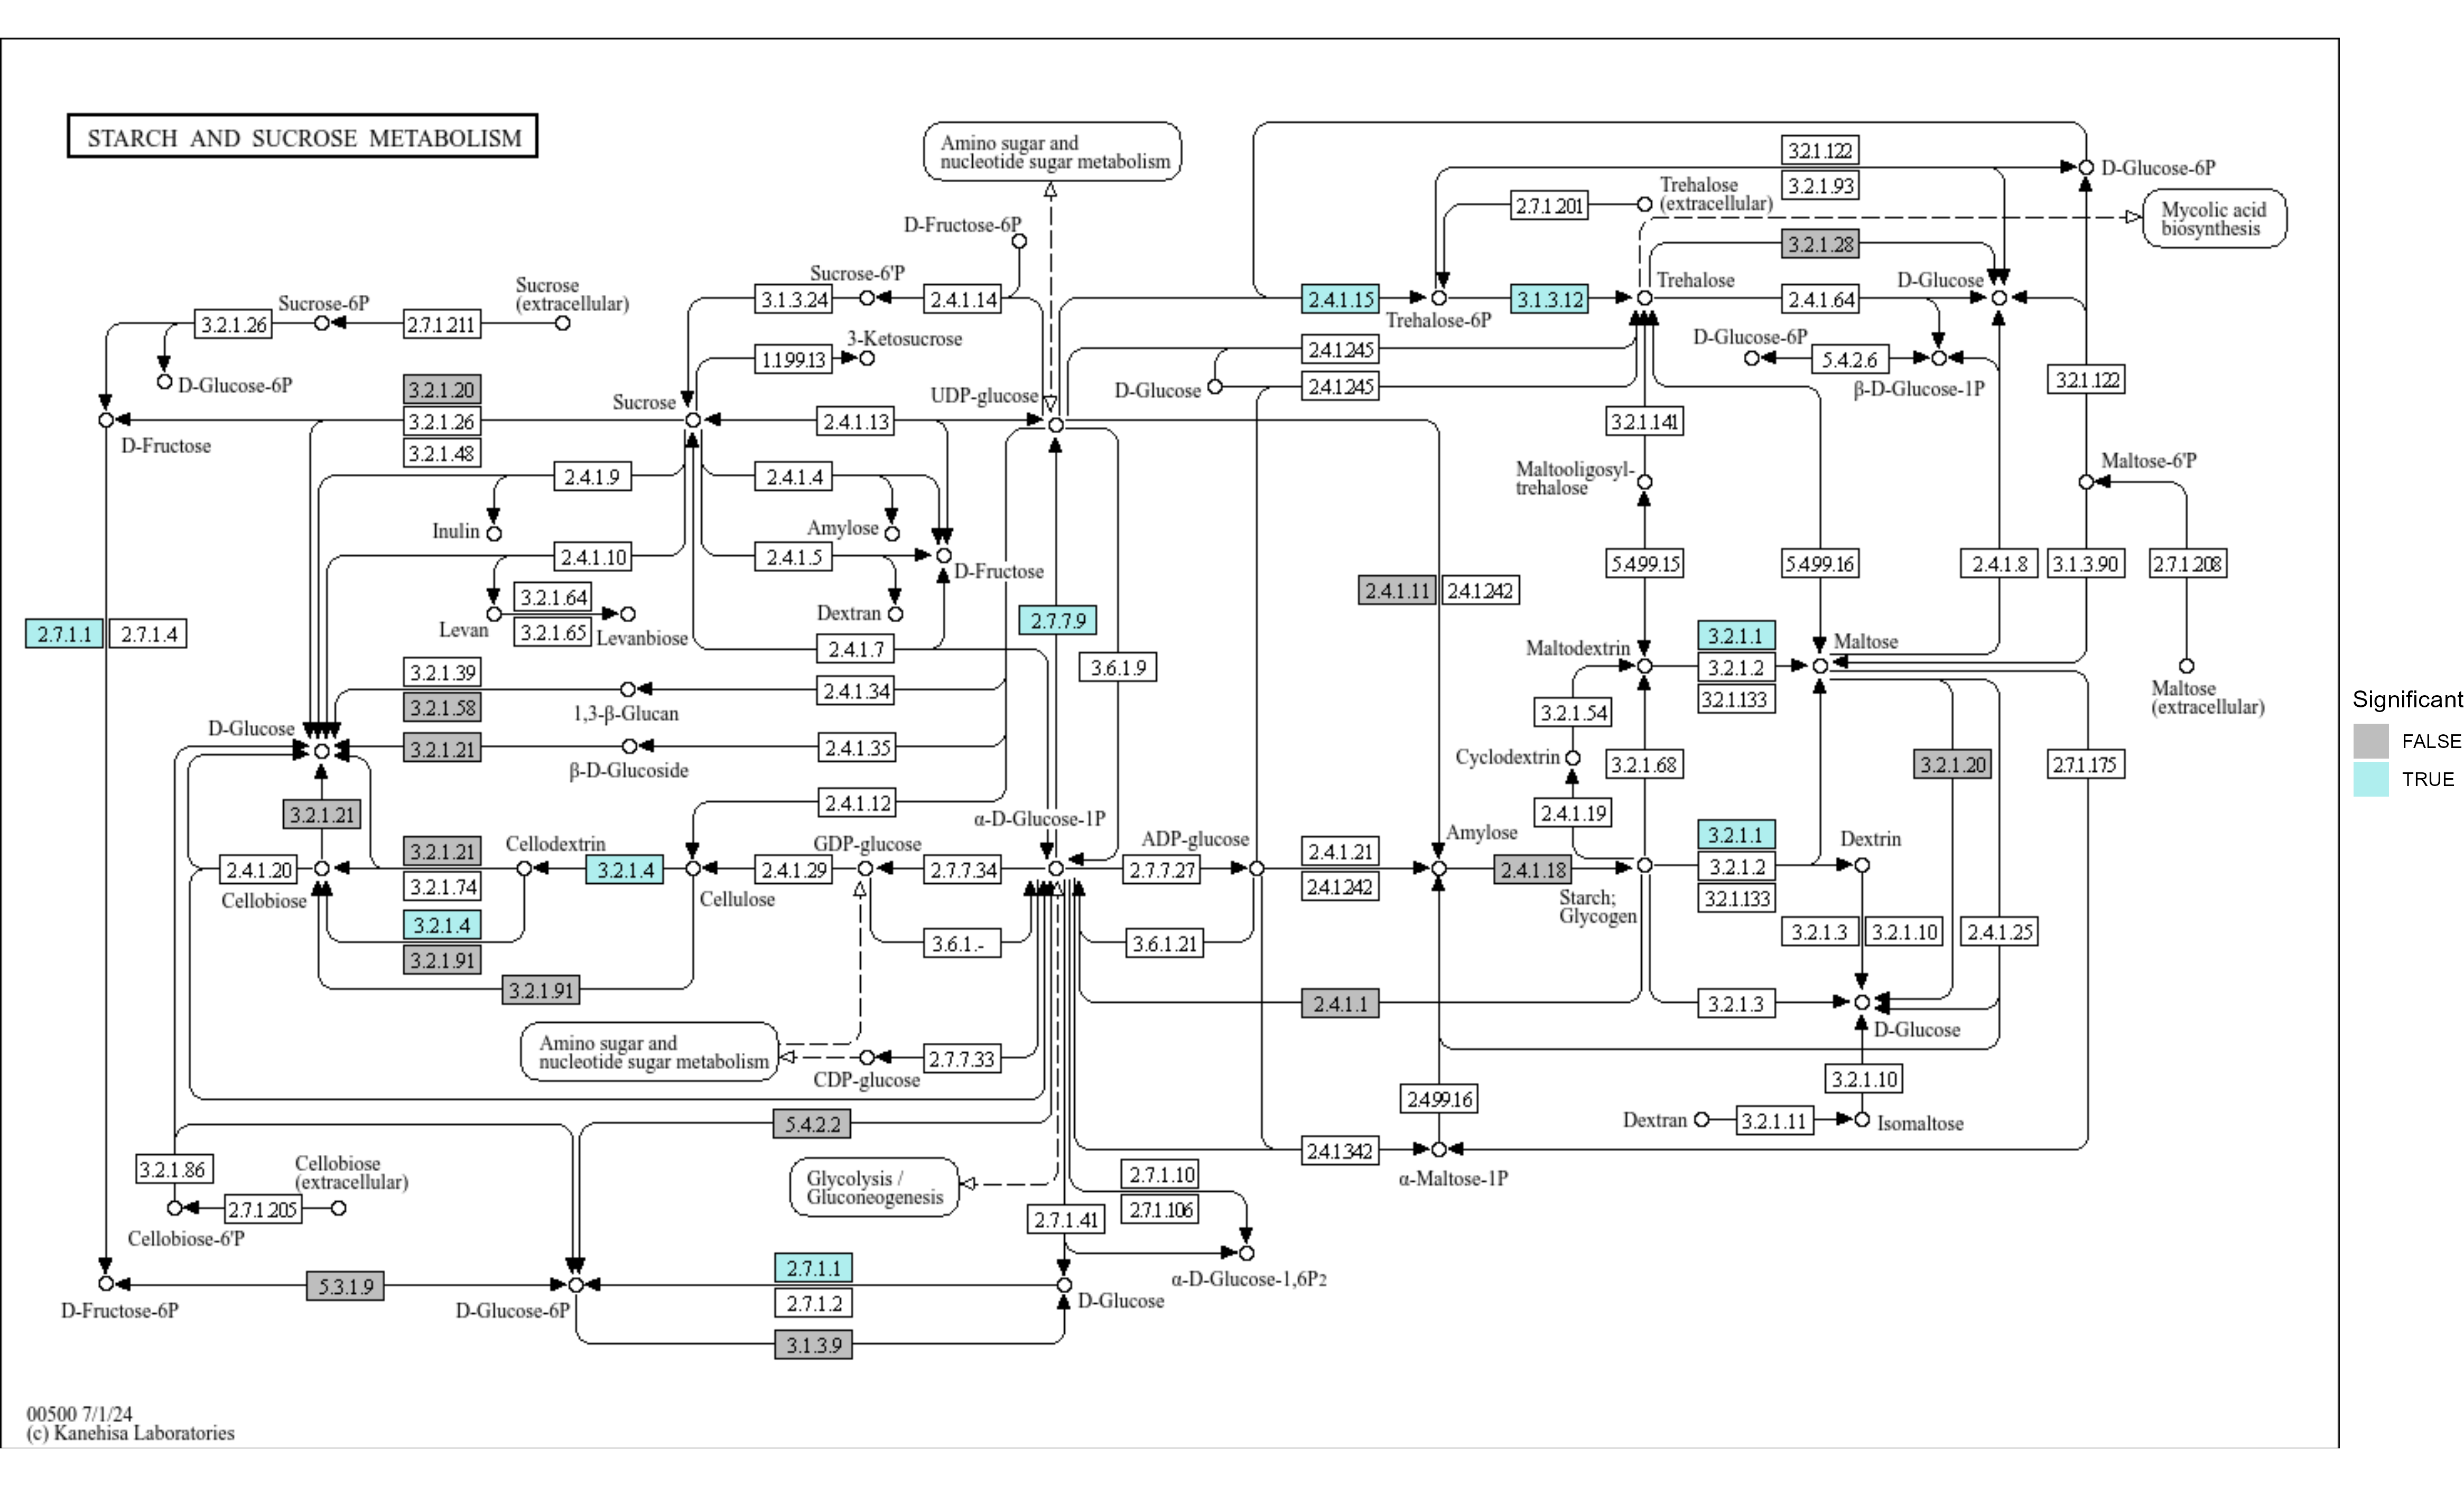 STARCH AND SUCROSE METABOLISM
Amino sugar and
nucleotide sugar metabolism
3.2.1.122
D-Glucose-6P
3.2.1.93
Trehalose
(extracellular)
2.7.1.201
Mycolic acid
biosynthesis
D-Fructose-6P
3.2.1.28
Sucrose-6'P
Trehalose
D-Glucose
Sucrose
(extracellular)
Sucrose-6P
3.1.3.24
2.4.1.14
2.4.1.15
3.1.3.12
2.4.1.64
Trehalose-6P
3.2.1.26
2.7.1.211
3-Ketosucrose
D-Glucose-6P
2.4.1.245
1.1.99.13
5.4.2.6
D-Glucose-6P
3.2.1.20
D-Glucose
2.4.1.245
β-D-Glucose-1P
3.2.1.122
Sucrose
UDP-glucose
3.2.1.26
2.4.1.13
3.2.1.141
D-Fructose
3.2.1.48
Maltose-6'P
2.4.1.9
2.4.1.4
Maltooligosyl-
trehalose
Inulin
Amylose
2.4.1.10
2.4.1.5
D-Fructose
5.4.99.15
5.4.99.16
2.4.1.8
3.1.3.90
2.7.1.208
2.4.1.11
2.4.1.242
3.2.1.64
Levan
3.2.1.65
Levanbiose
Dextran
2.7.7.9
2.7.1.1
2.7.1.4
2.4.1.7
3.2.1.1
Maltodextrin
Maltose
3.6.1.9
3.2.1.2
3.2.1.39
2.4.1.34
3.2.1.133
Maltose
(extracellular)
3.2.1.58
1,3-β-Glucan
3.2.1.54
D-Glucose
3.2.1.21
2.4.1.35
Cyclodextrin
3.2.1.68
3.2.1.20
2.7.1.175
β-D-Glucoside
3.2.1.21
2.4.1.12
α-D-Glucose-1P
2.4.1.19
Cellodextrin
GDP-glucose
ADP-glucose
Amylose
3.2.1.1
Dextrin
3.2.1.21
2.4.1.21
2.4.1.20
3.2.1.4
2.4.1.29
2.7.7.34
2.7.7.27
2.4.1.18
3.2.1.2
3.2.1.74
2.4.1.242
Cellobiose
Cellulose
Starch;
Glycogen
3.2.1.133
3.2.1.4
3.2.1.3
3.2.1.10
2.4.1.25
3.6.1.-
3.6.1.21
3.2.1.91
3.2.1.91
2.4.1.1
3.2.1.3
D-Glucose
Amino sugar and
nucleotide sugar metabolism
2.7.7.33
CDP-glucose
3.2.1.10
2.4.99.16
5.4.2.2
Dextran
3.2.1.11
Isomaltose
2.4.1.342
3.2.1.86
Cellobiose
(extracellular)
Glycolysis /
Gluconeogenesis
2.7.1.10
α-Maltose-1P
2.7.1.205
2.7.1.106
2.7.1.41
Cellobiose-6'P
2.7.1.1
α-D-Glucose-1,6P2
5.3.1.9
D-Fructose-6P
D-Glucose-6P
2.7.1.2
D-Glucose
3.1.3.9
00500 7/1/24
(c) Kanehisa Laboratories
Significant
FALSE
TRUE